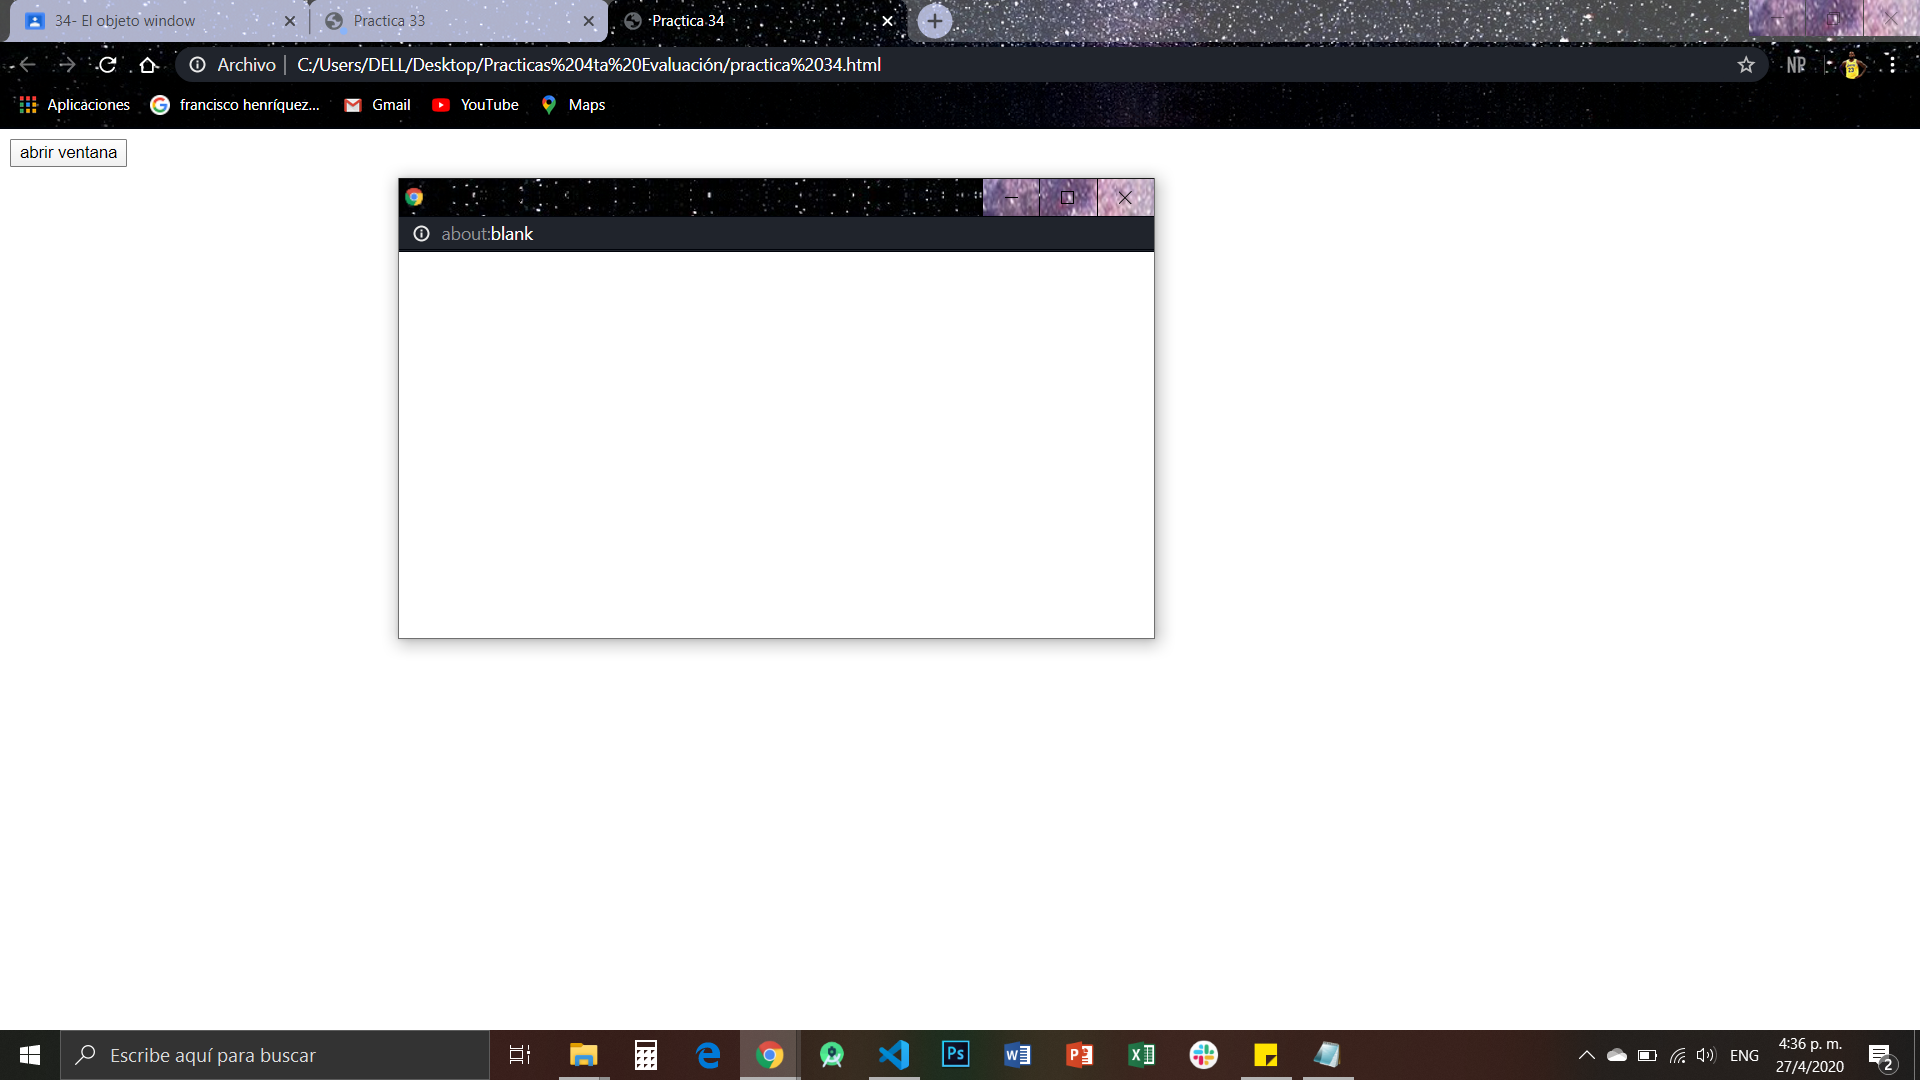 34- El objeto window
Practica 33
Practica 34
Archivo | C:/Users/DELL/Desktop/Practicas%204ta%20Evaluación/practica%2034.html
NP
Aplicaciones
francisco henríquez...
Gmail
YouTube
Maps
abrir ventana
about:blank
Escribe aquí para buscar
Ps
ENG
4:36 p. m.
27/4/2020
2